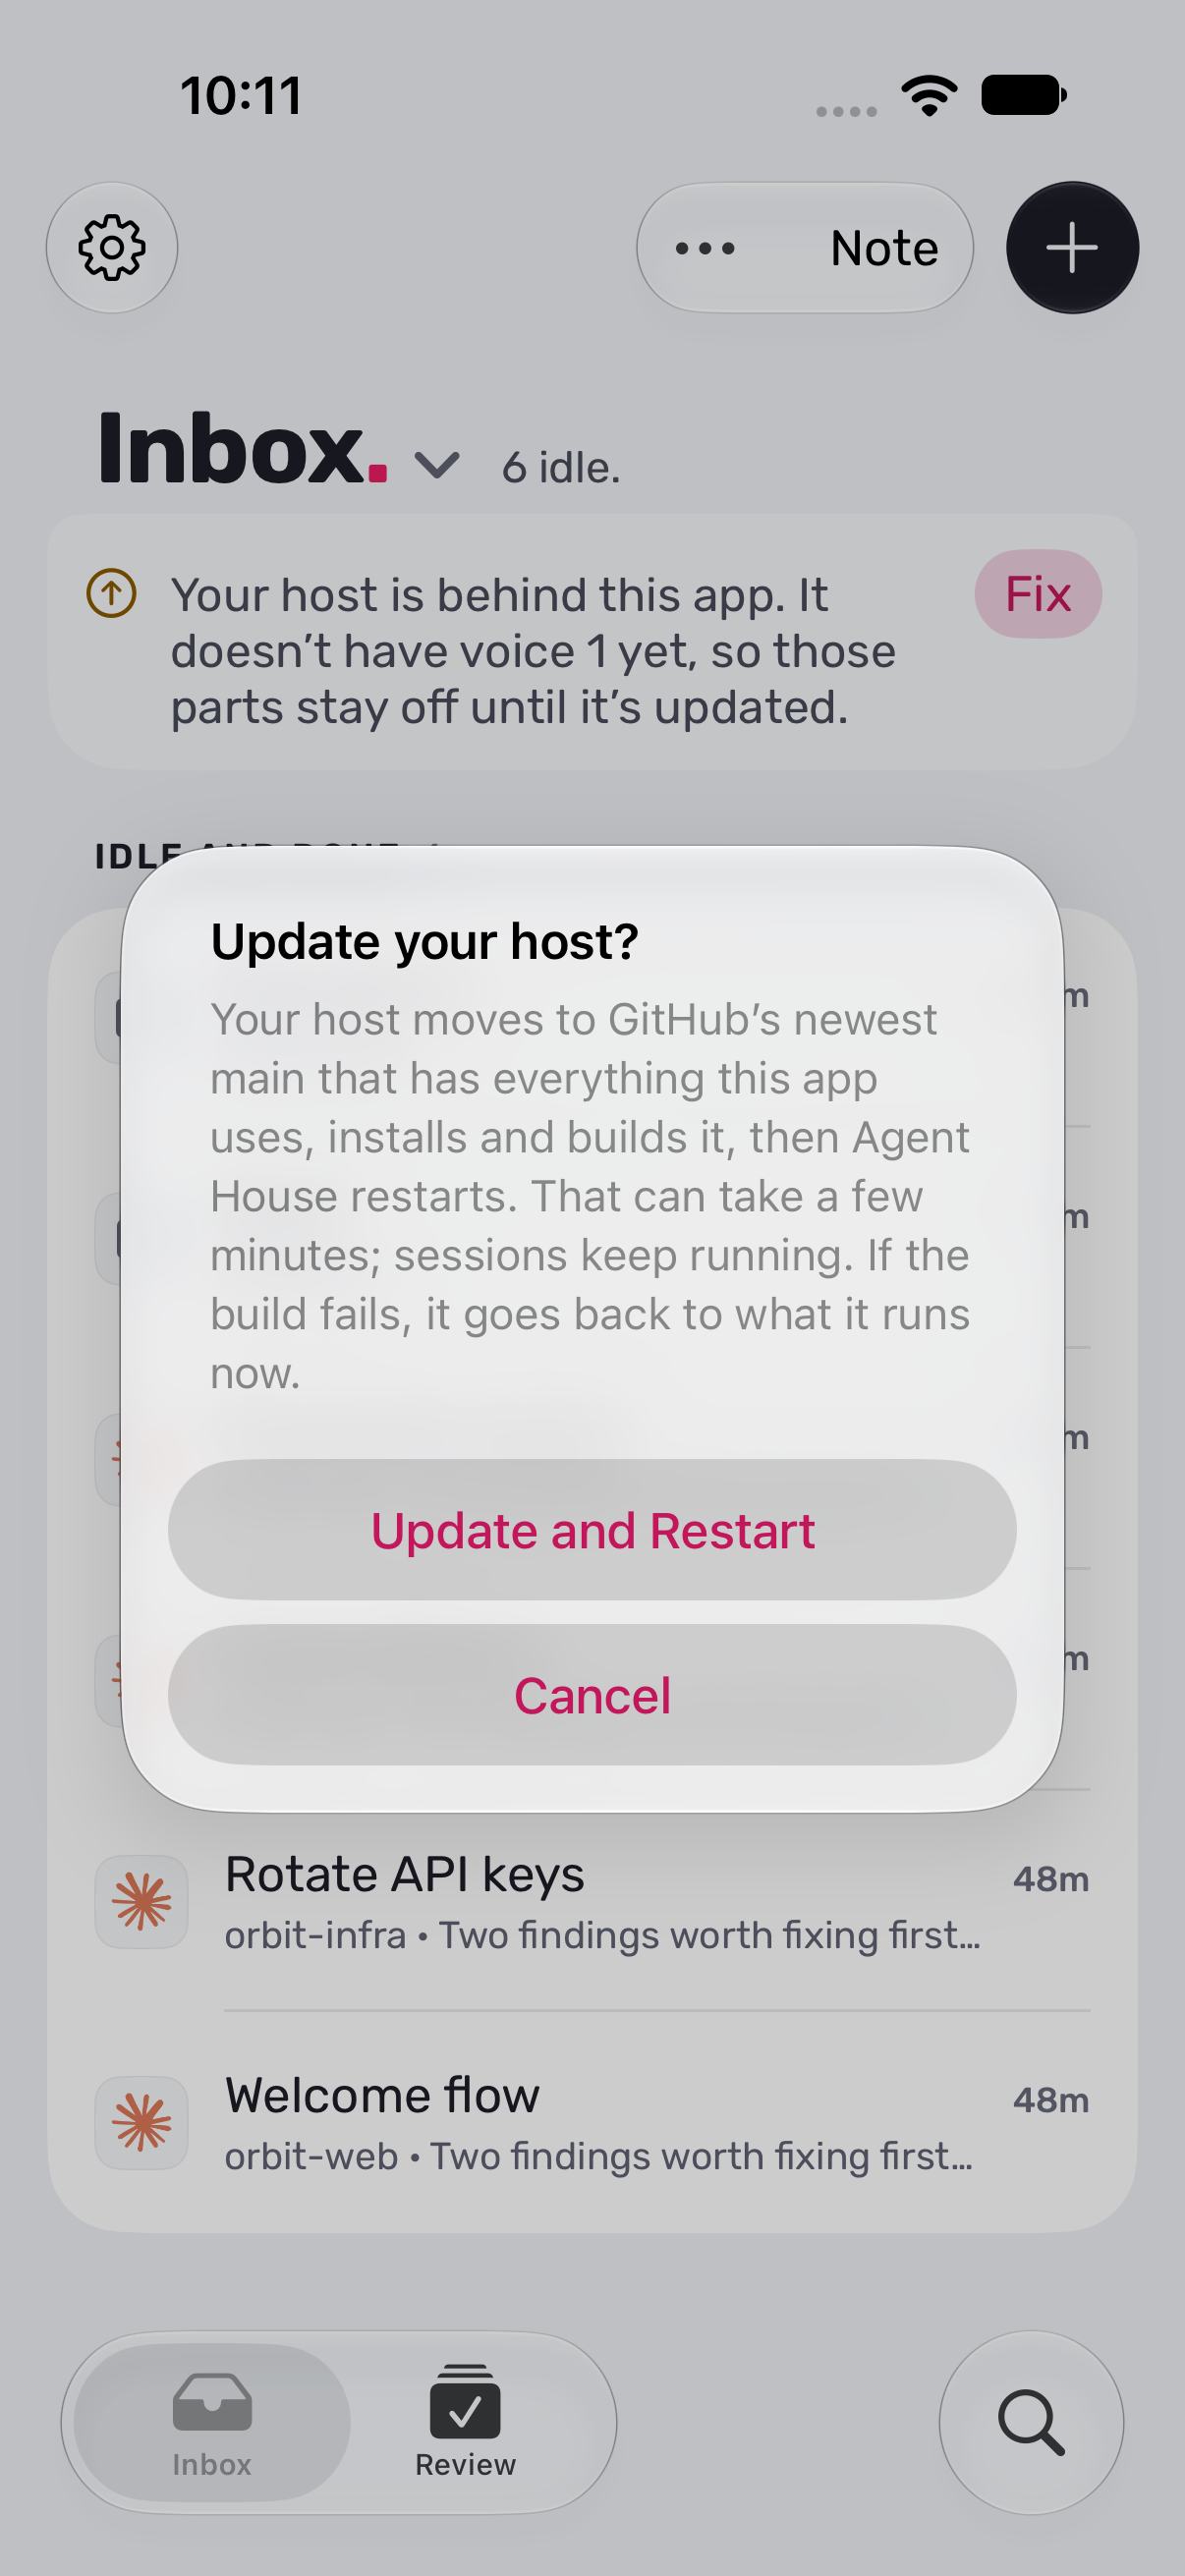 10:11
Note
Inbox.
6 idle.
Your host is behind this app. It
doesn’t have voice 1 yet, so those
parts stay off until it’s updated.
Fix
IDLE
Update your host?
Your host moves to GitHub’s newest
main that has everything this app
uses, installs and builds it, then Agent
House restarts. That can take a few
minutes; sessions keep running. If the
build fails, it goes back to what it runs
now.
Update and Restart
Cancel
m
m
m
m
Rotate API keys
48m
orbit-infra • Two findings worth fixing first…
Welcome flow
48m
orbit-web • Two findings worth fixing first…
Inbox
Review